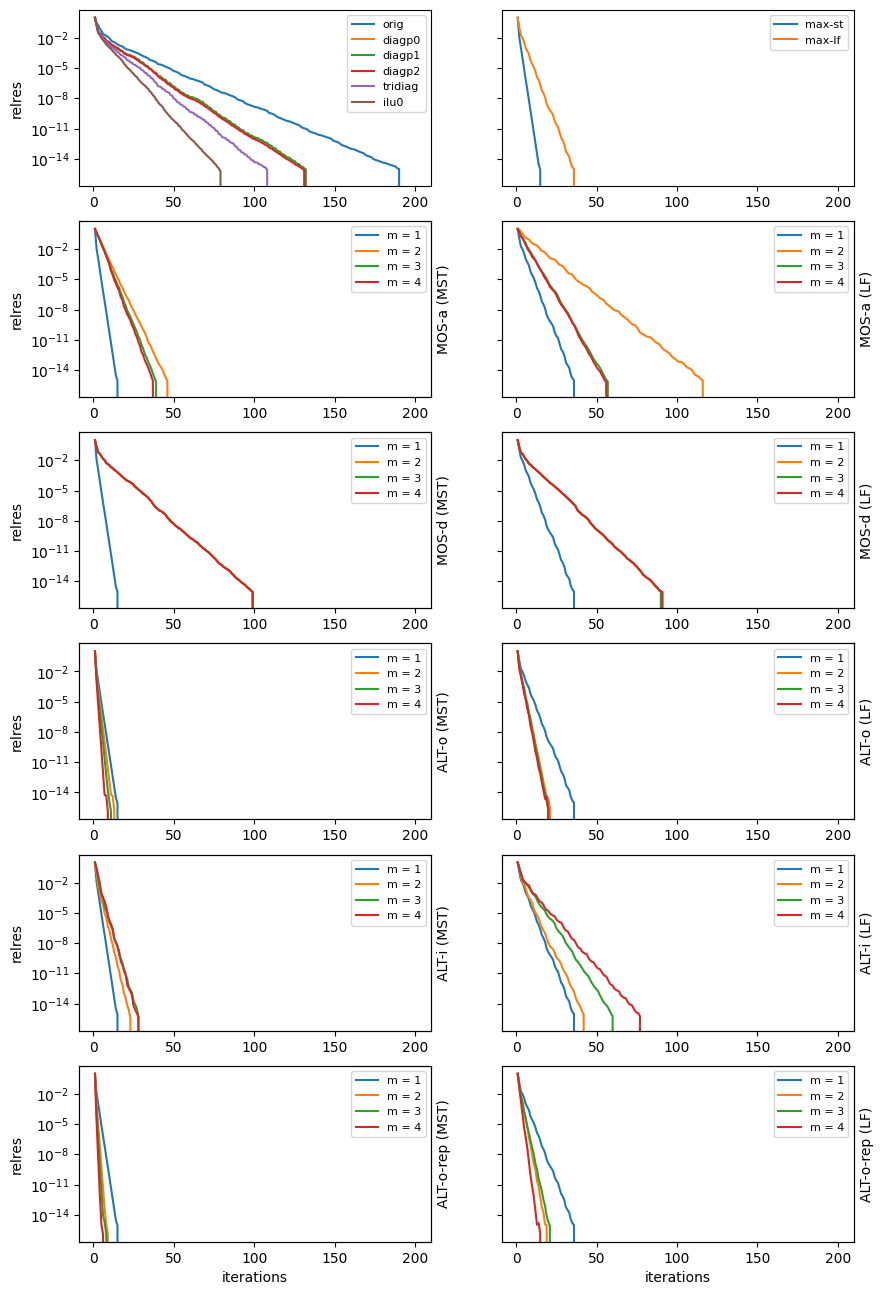 relres
10^-2
10^-5
10^-8
10^-11
10^-14
0 50 100 150 200
orig
diagp0
diagp1
diagp2
tridiag
ilu0
0 50 100 150 200
max-st
max-lf
relres
10^-2
10^-5
10^-8
10^-11
10^-14
0 50 100 150 200
m = 1
m = 2
m = 3
m = 4
MOS-a (MST)
0 50 100 150 200
m = 1
m = 2
m = 3
m = 4
MOS-a (LF)
relres
10^-2
10^-5
10^-8
10^-11
10^-14
0 50 100 150 200
m = 1
m = 2
m = 3
m = 4
MOS-d (MST)
0 50 100 150 200
m = 1
m = 2
m = 3
m = 4
MOS-d (LF)
relres
10^-2
10^-5
10^-8
10^-11
10^-14
0 50 100 150 200
m = 1
m = 2
m = 3
m = 4
ALT-o (MST)
0 50 100 150 200
m = 1
m = 2
m = 3
m = 4
ALT-o (LF)
relres
10^-2
10^-5
10^-8
10^-11
10^-14
0 50 100 150 200
m = 1
m = 2
m = 3
m = 4
ALT-i (MST)
0 50 100 150 200
m = 1
m = 2
m = 3
m = 4
ALT-i (LF)
relres
10^-2
10^-5
10^-8
10^-11
10^-14
0 50 100 150 200
iterations
m = 1
m = 2
m = 3
m = 4
ALT-o-rep (MST)
0 50 100 150 200
iterations
m = 1
m = 2
m = 3
m = 4
ALT-o-rep (LF)